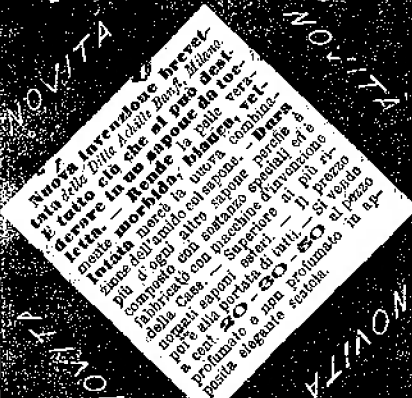 NOVITÀ
NOVITÀ
Nuova invenzione brevet-
tata della Ditta Achille Banfi, Milano.
È tutto ciò che si può desi-
derare in un sapone da toe-
letta. — Rende la pelle vera-
mente morbida, bianca, vel-
lutata mercè la nuova combina-
zione dell'amido col sapone. — Dura
più d'ogni altro sapone perchè è
composto con sostanze speciali ed è
fabbricato con macchine d'invenzione
della Casa. — Superiore ai più ri-
nomati saponi esteri. — Il prezzo
poi è alla portata di tutti. — Si vende
a cent. 20-30-50 al pezzo
profumato e non profumato in ap-
posita elegante scatola.
NOVITÀ
NOVITÀ